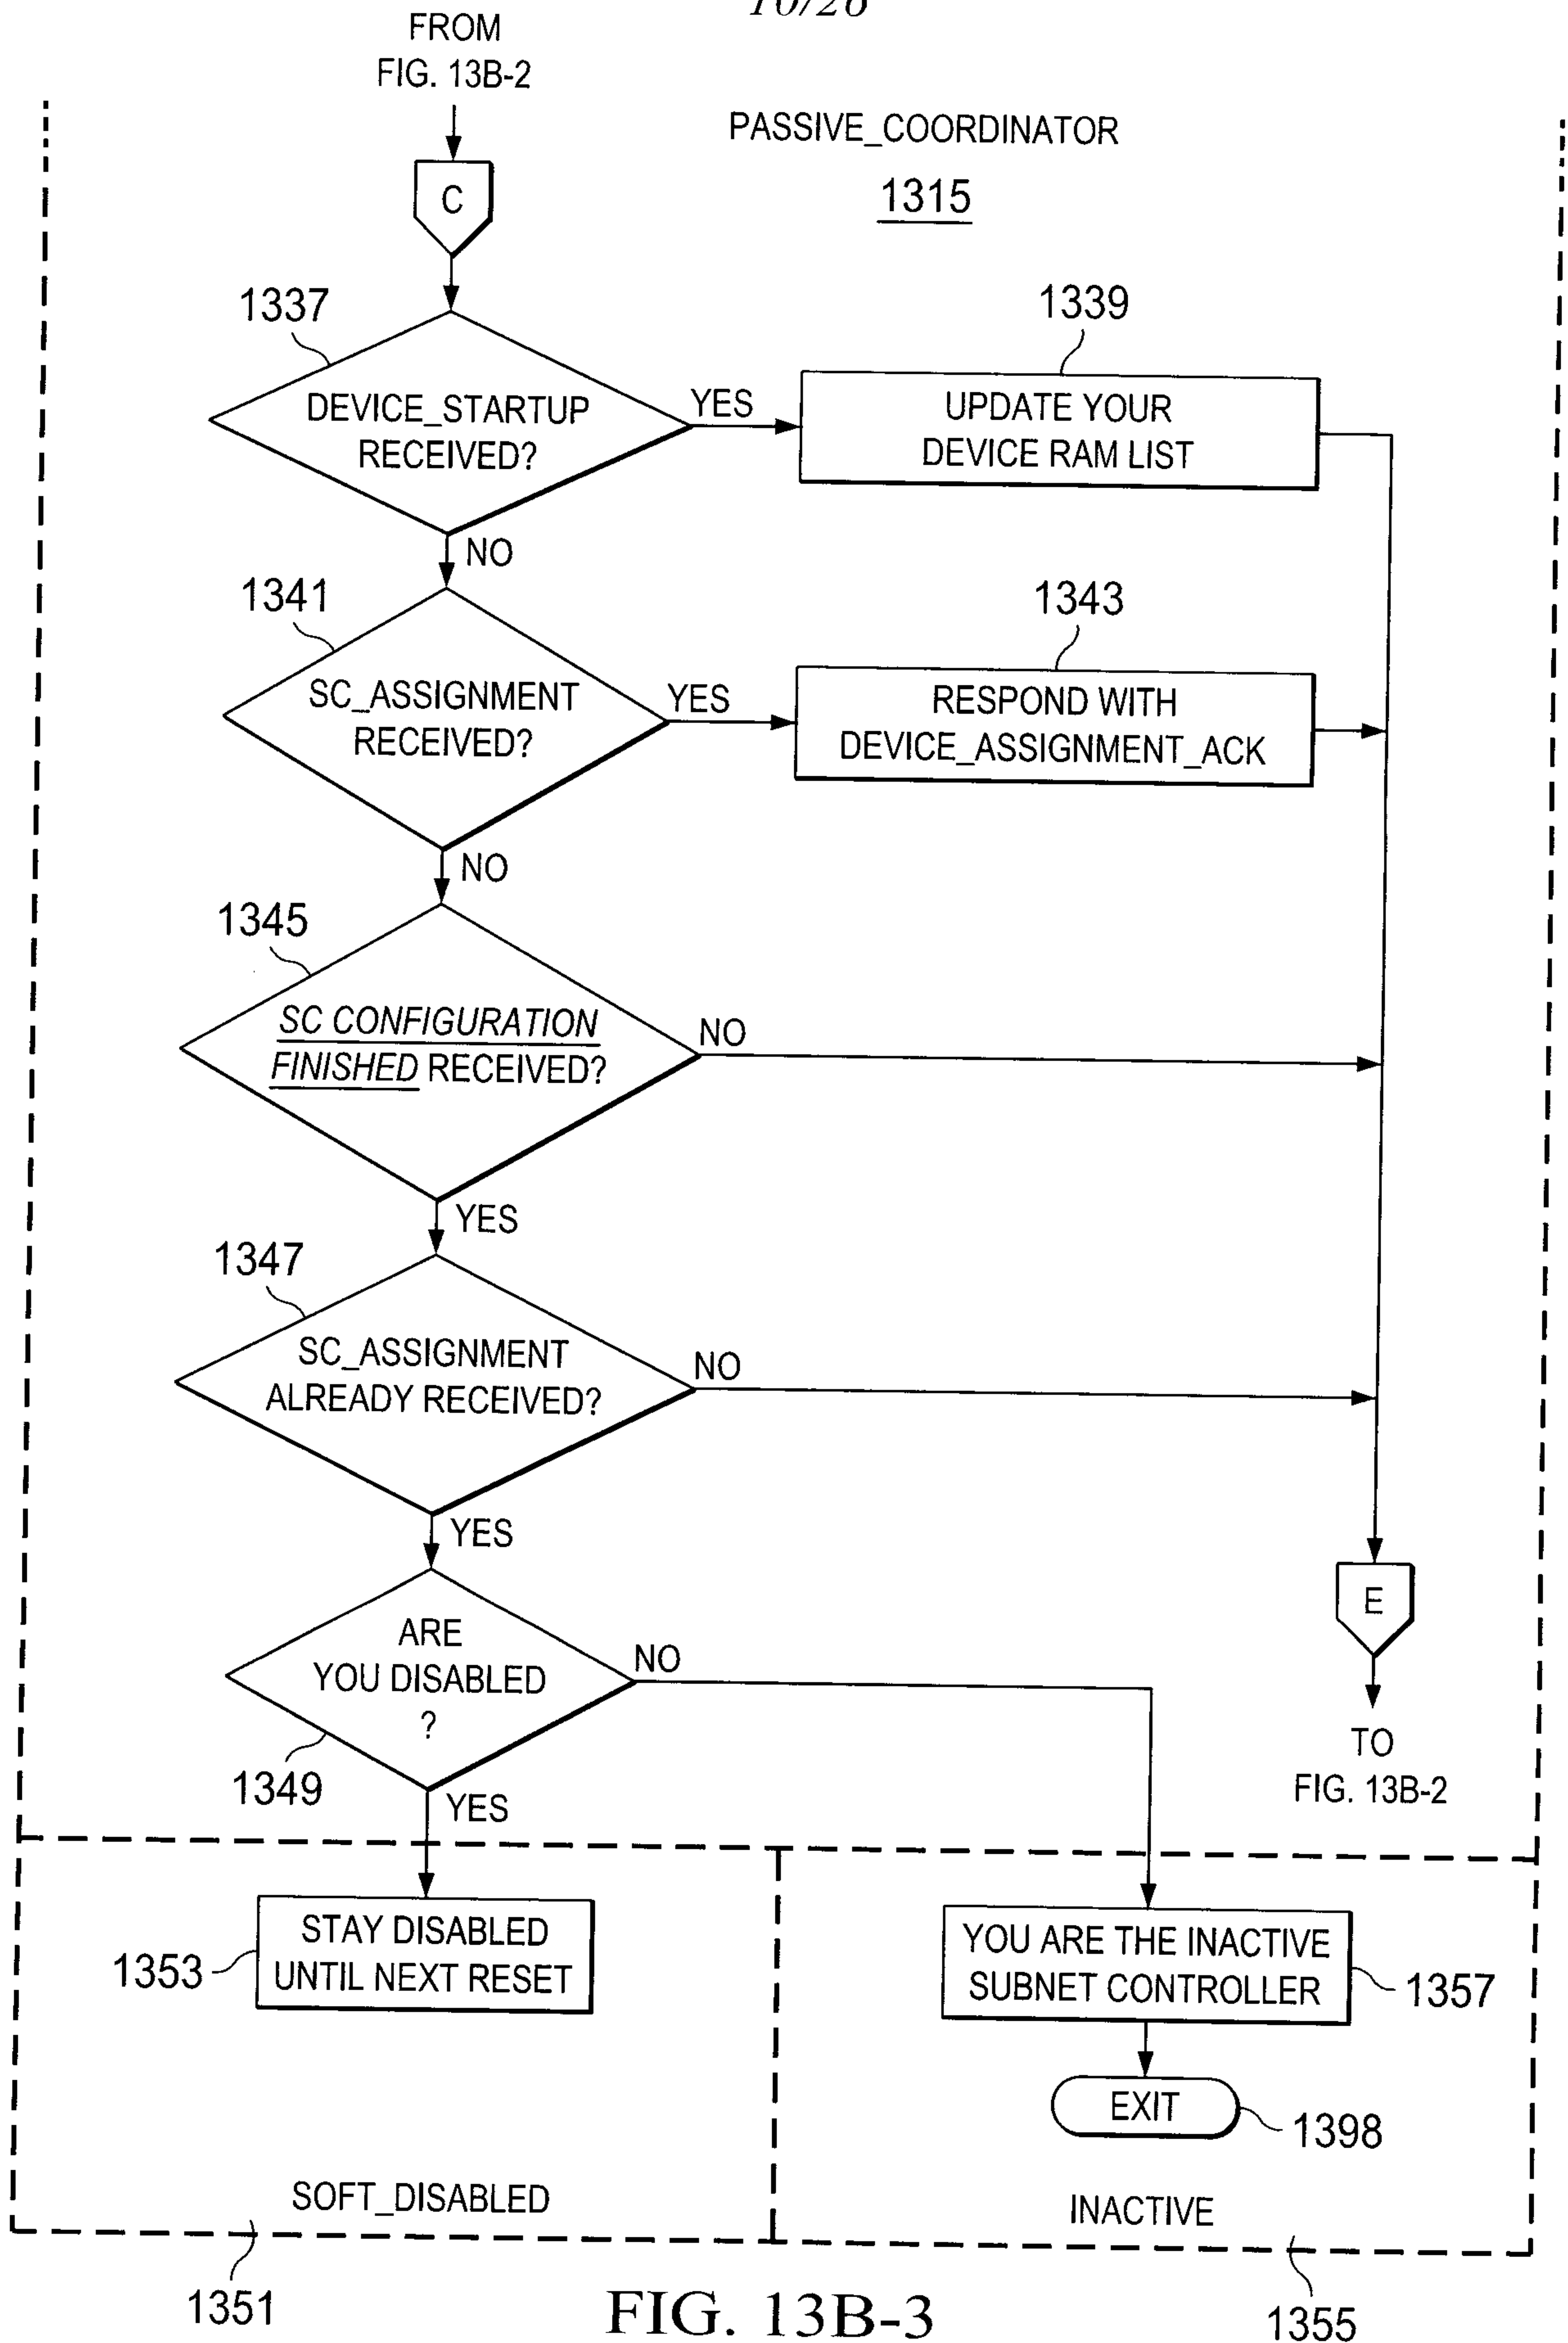 10/26
FROM
FIG. 13B-2
PASSIVE_COORDINATOR
1315
C
1337
DEVICE_STARTUP
RECEIVED?
YES
1339
UPDATE YOUR
DEVICE RAM LIST
NO
1341
SC_ASSIGNMENT
RECEIVED?
YES
1343
RESPOND WITH
DEVICE_ASSIGNMENT_ACK
NO
1345
SC CONFIGURATION
FINISHED RECEIVED?
NO
YES
1347
SC_ASSIGNMENT
ALREADY RECEIVED?
NO
YES
ARE
YOU DISABLED
?
NO
1349
YES
E
TO
FIG. 13B-2
STAY DISABLED
UNTIL NEXT RESET
1353
YOU ARE THE INACTIVE
SUBNET CONTROLLER
1357
EXIT
1398
SOFT_DISABLED
INACTIVE
1351
FIG. 13B-3
1355